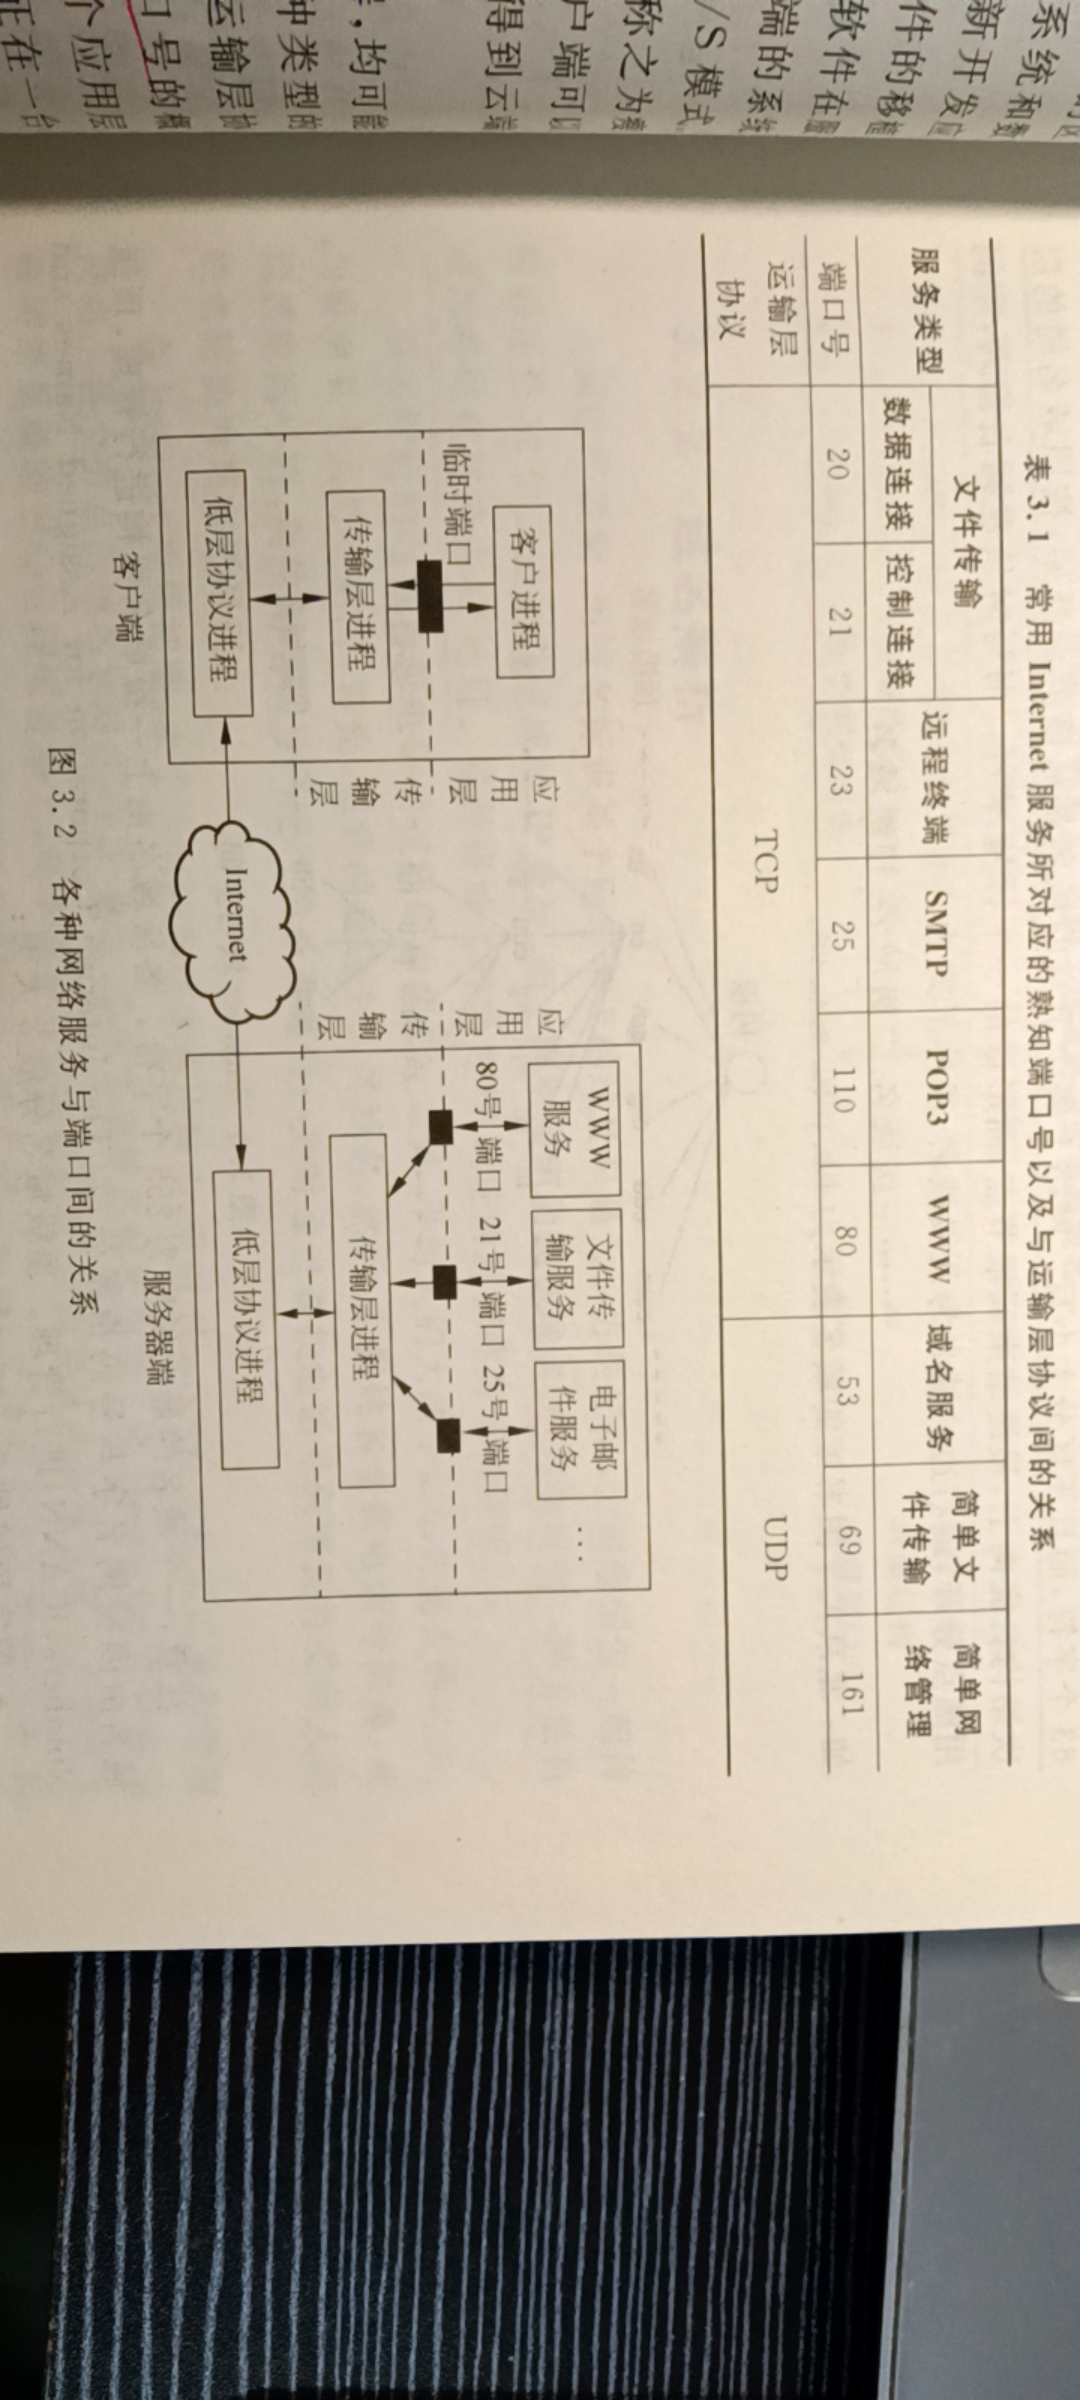 系统和数
新开发应
件的移植
软件在服
端的系统
/S 模式
称之为瘦
户端可以
得到云端
,均可能
种类型的
运输层协
口号的概
个应用层
正在一台
表 3.1 常用 Internet 服务所对应的熟知端口号以及与运输层协议间的关系
服务类型 文件传输 远程终端 SMTP POP3 WWW 域名服务 简单文件传输 简单网络管理
数据连接 控制连接
端口号 20 21 23 25 110 80 53 69 161
运输层协议 TCP UDP
客户进程
临时端口
应用层
传输层进程
传输层
低层协议进程
客户端
Internet
WWW
服务
文件传
输服务
电子邮
件服务
···
80号 端口 21号 端口 25号 端口
应用层
传输层
传输层进程
低层协议进程
服务器端
图 3.2 各种网络服务与端口间的关系